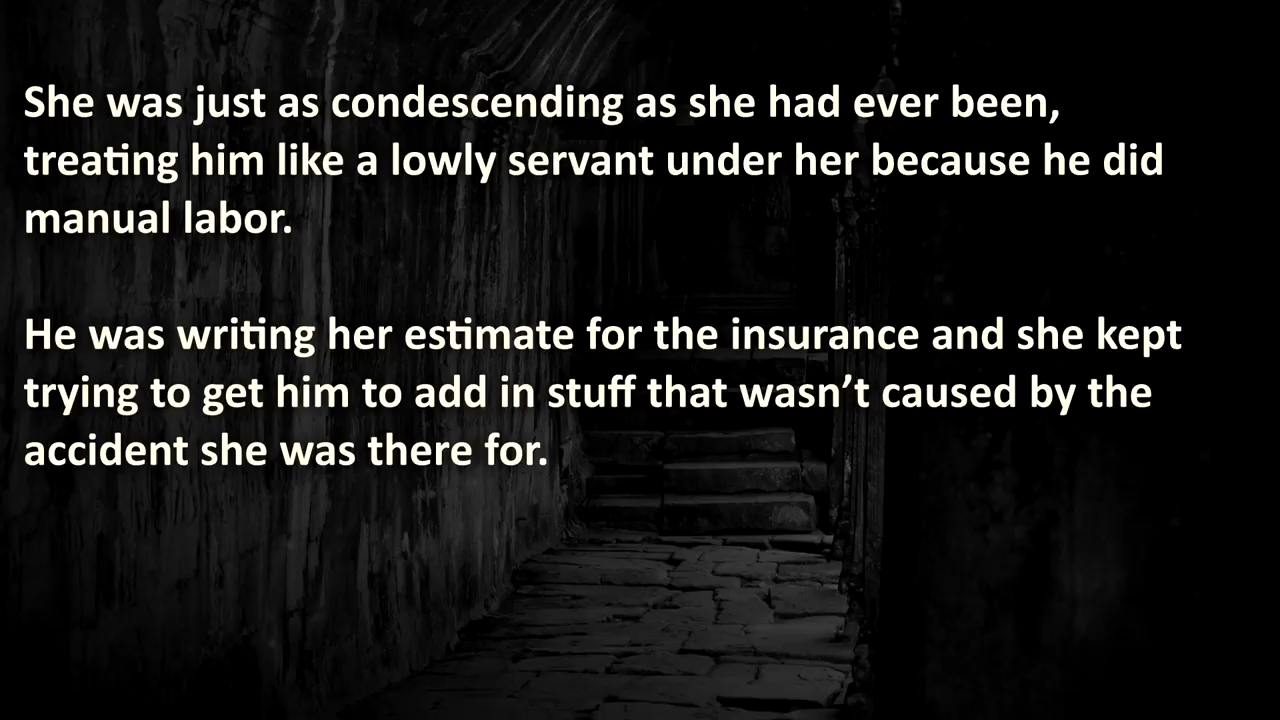 She was just as condescending as she had ever been,
treating him like a lowly servant under her because he did
manual labor.
He was writing her estimate for the insurance and she kept
trying to get him to add in stuff that wasn’t caused by the
accident she was there for.